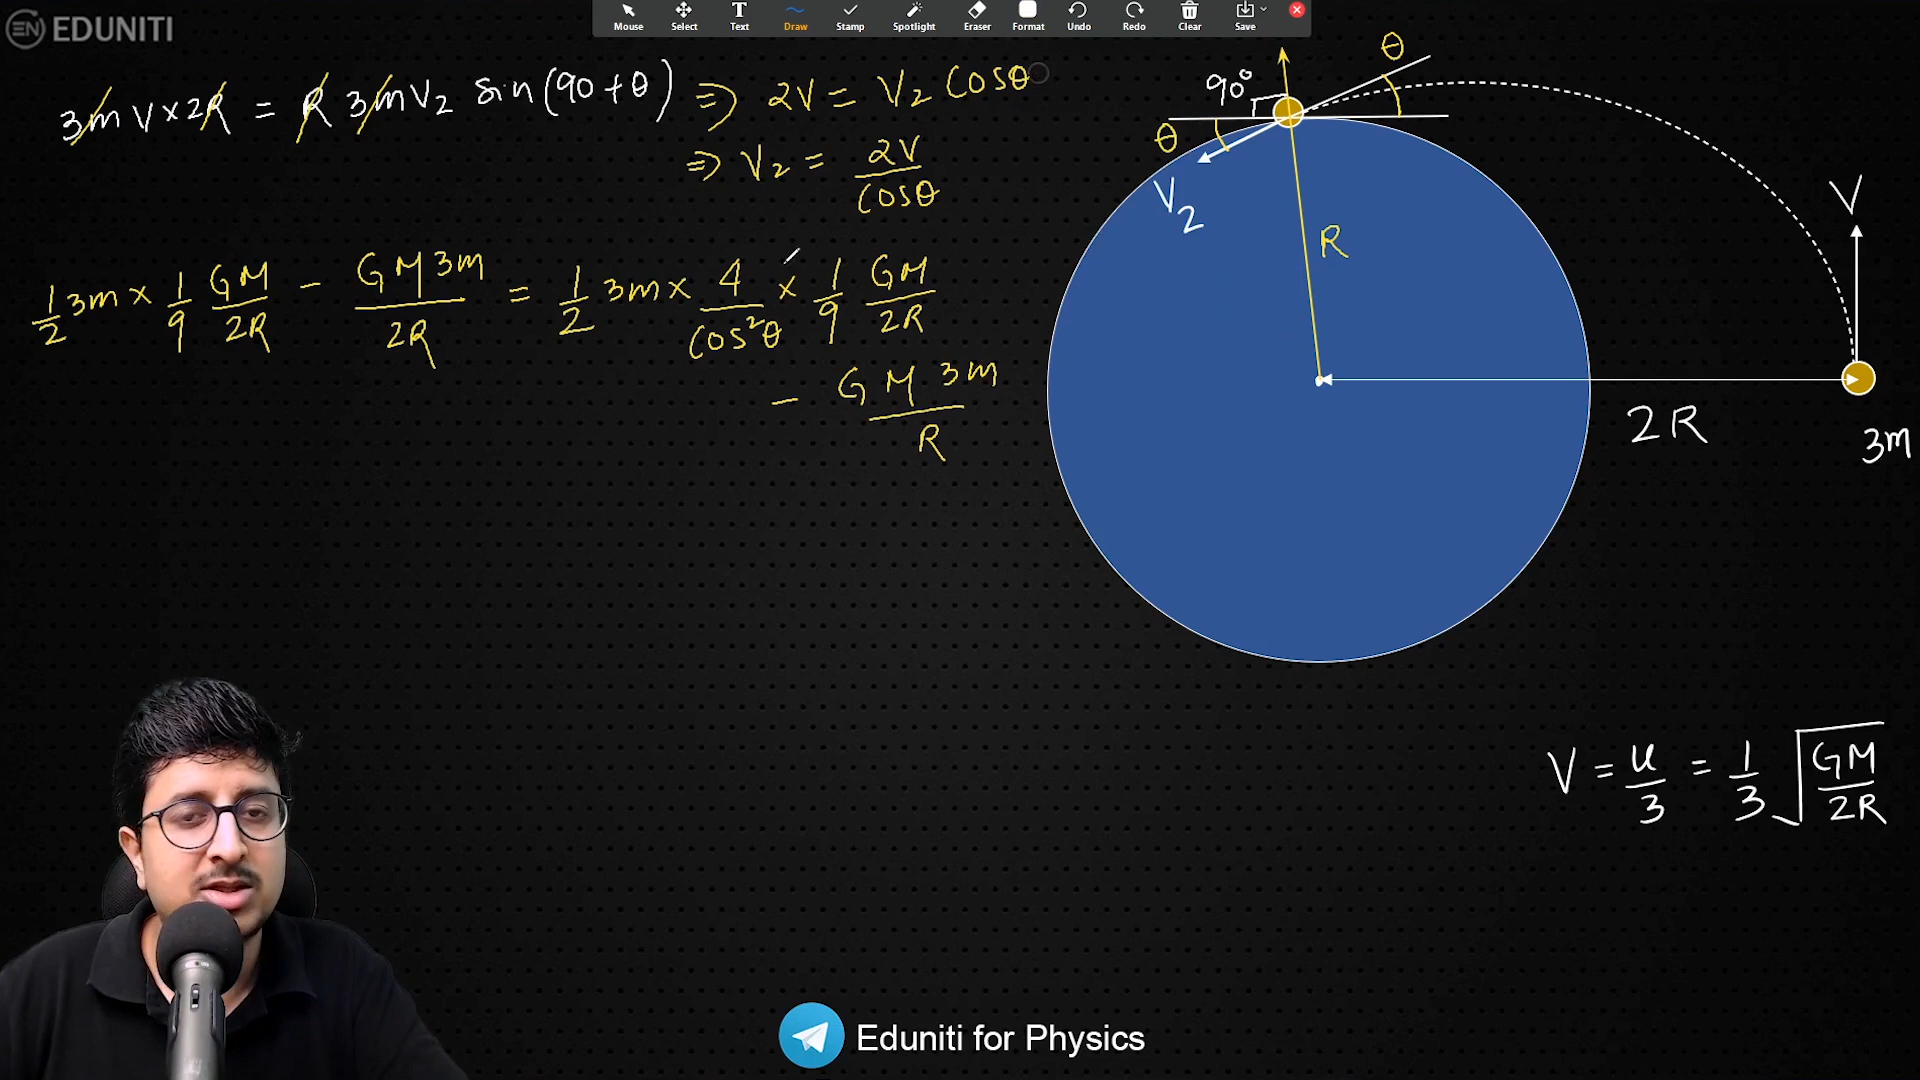 EN EDUNITI
Mouse Select Text Draw Stamp Spotlight Eraser Format Undo Redo Clear Save
3m V × 2R = R 3m V₂ sin(90 + θ) ⇒ 2V = V₂ Cosθ
⇒ V₂ = 2V / Cosθ
1/2 3m × 1/9 GM/2R - GM3m/2R = 1/2 3m × 4/Cos²θ × 1/9 GM/2R
- GM3m/R
90°
θ
θ
V₂
R
V
2R
3m
V = u/3 = 1/3 √(GM/2R)
Eduniti for Physics